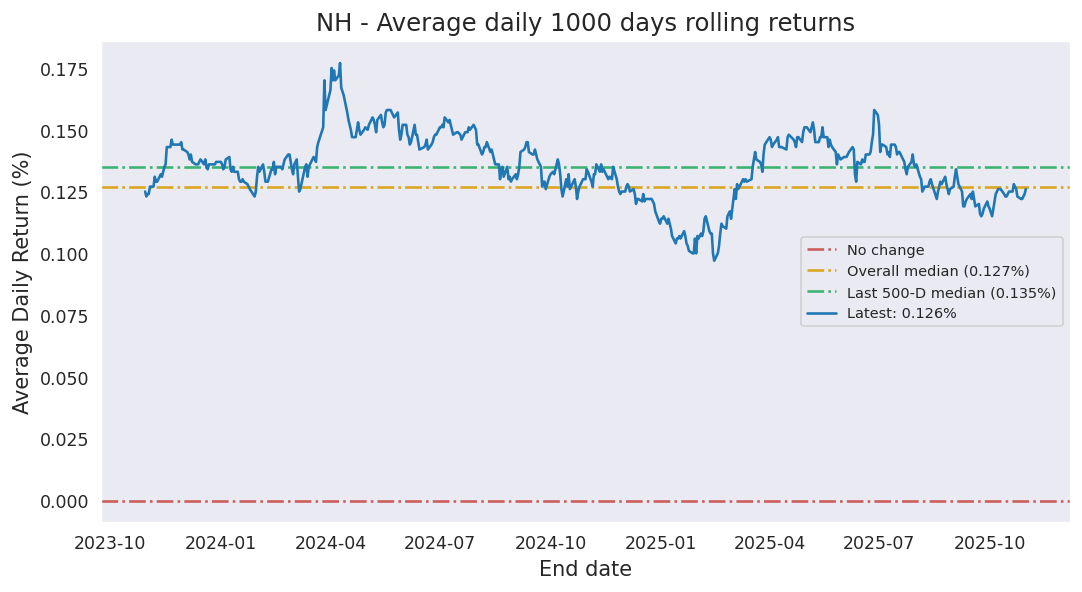 NH - Average daily 1000 days rolling returns
Average Daily Return (%)
0.175
0.150
0.125
0.100
0.075
0.050
0.025
0.000
No change
Overall median (0.127%)
Last 500-D median (0.135%)
Latest: 0.126%
2023-10 2024-01 2024-04 2024-07 2024-10 2025-01 2025-04 2025-07 2025-10
End date